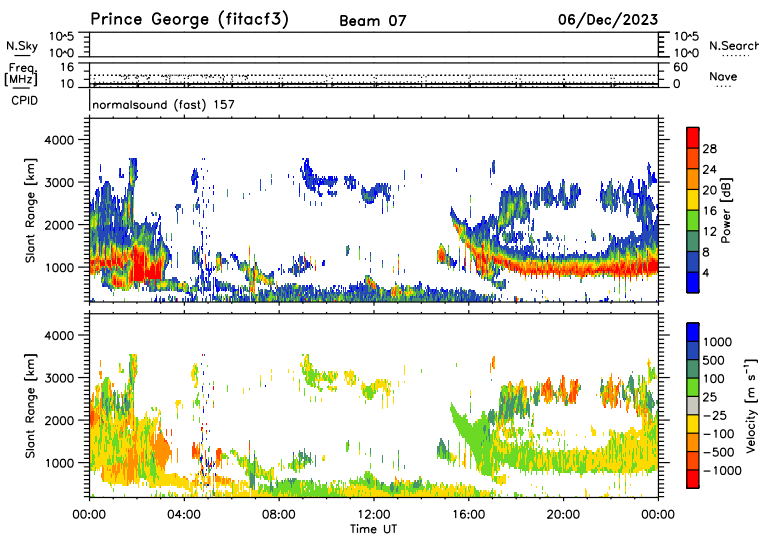 Prince George (fitacf3) Beam 07 06/Dec/2023
N.Sky 10^5 10^0 10^5 10^0 N.Search
Freq. [MHz] 16 10 60 0 Nave
CPID normalsound (fast) 157
Slant Range [km] 4000 3000 2000 1000
28 24 20 16 12 8 4 Power [dB]
Slant Range [km] 4000 3000 2000 1000
1000 500 100 25 −25 −100 −500 −1000 Velocity [m s⁻¹]
00:00 04:00 08:00 12:00 16:00 20:00 00:00
Time UT